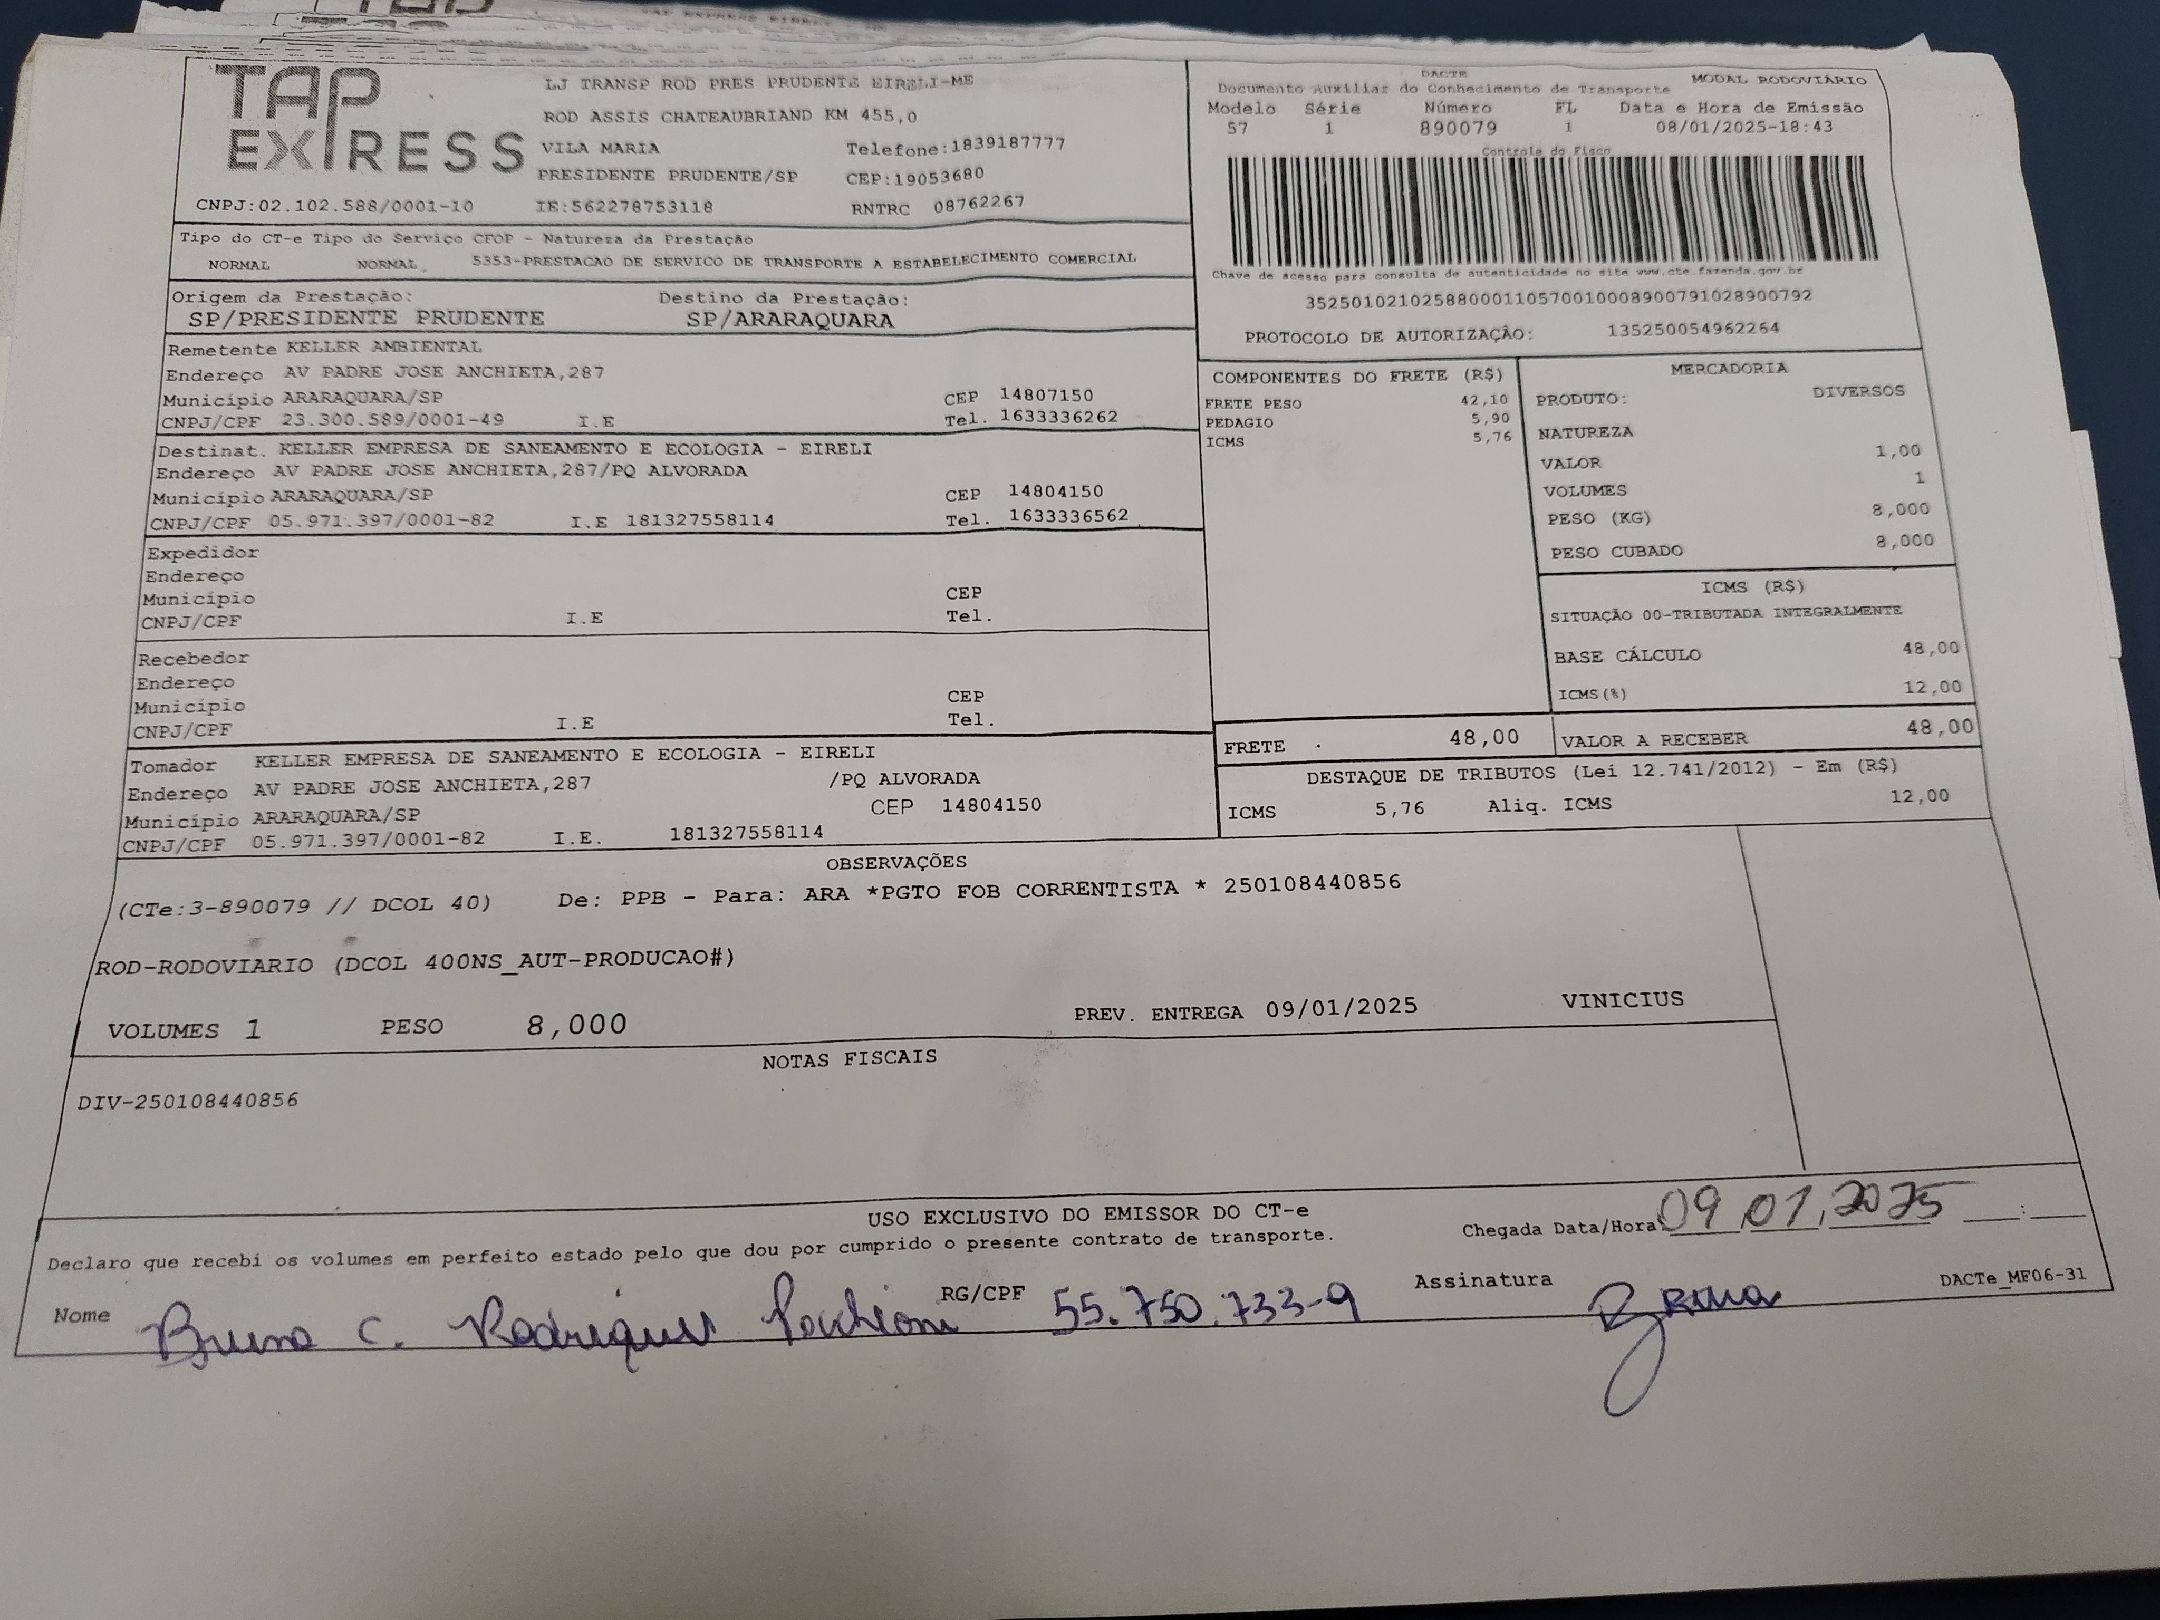 TAP
EXPRESS
LJ TRANSP ROD PRES PRUDENTE EIRELI-ME
ROD ASSIS CHATEAUBRIAND KM 455,0
VILA MARIA Telefone:1839187777
PRESIDENTE PRUDENTE/SP CEP:19053680
CNPJ:02.102.588/0001-10 IE:562278753118 RNTRC 08762267
DACTE MODAL RODOVIÁRIO
Documento Auxiliar do Conhecimento de Transporte
Modelo Série Número FL Data e Hora de Emissão
57 1 890079 1 08/01/2025-18:43
Controle do Fisco
Chave de acesso para consulta de autenticidade no site www.cte.fazenda.gov.br
35250102102588000110570010008900791028900792
PROTOCOLO DE AUTORIZAÇÃO: 135250054962264
Tipo do CT-e Tipo do Serviço CFOP - Natureza da Prestação
NORMAL NORMAL 5353-PRESTACAO DE SERVICO DE TRANSPORTE A ESTABELECIMENTO COMERCIAL
Origem da Prestação: Destino da Prestação:
SP/PRESIDENTE PRUDENTE SP/ARARAQUARA
Remetente KELLER AMBIENTAL
Endereço AV PADRE JOSE ANCHIETA,287
Município ARARAQUARA/SP CEP 14807150
CNPJ/CPF 23.300.589/0001-49 I.E Tel. 1633336262
Destinat. KELLER EMPRESA DE SANEAMENTO E ECOLOGIA - EIRELI
Endereço AV PADRE JOSE ANCHIETA,287/PQ ALVORADA
Município ARARAQUARA/SP CEP 14804150
CNPJ/CPF 05.971.397/0001-82 I.E 181327558114 Tel. 1633336562
Expedidor
Endereço
Município CEP
CNPJ/CPF I.E Tel.
Recebedor
Endereço
Município CEP
CNPJ/CPF I.E Tel.
Tomador KELLER EMPRESA DE SANEAMENTO E ECOLOGIA - EIRELI
Endereço AV PADRE JOSE ANCHIETA,287 /PQ ALVORADA
Município ARARAQUARA/SP CEP 14804150
CNPJ/CPF 05.971.397/0001-82 I.E. 181327558114
COMPONENTES DO FRETE (R$)
FRETE PESO 42,10
PEDAGIO 5,90
ICMS 5,76
MERCADORIA
PRODUTO: DIVERSOS
NATUREZA
VALOR 1,00
VOLUMES 1
PESO (KG) 8,000
PESO CUBADO 8,000
ICMS (R$)
SITUAÇÃO 00-TRIBUTADA INTEGRALMENTE
BASE CÁLCULO 48,00
ICMS(%) 12,00
FRETE 48,00 VALOR A RECEBER 48,00
DESTAQUE DE TRIBUTOS (Lei 12.741/2012) - Em (R$)
ICMS 5,76 Aliq. ICMS 12,00
OBSERVAÇÕES
(CTe:3-890079 // DCOL 40) De: PPB - Para: ARA *PGTO FOB CORRENTISTA * 250108440856
ROD-RODOVIARIO (DCOL 400NS_AUT-PRODUCAO#)
VOLUMES 1 PESO 8,000 PREV. ENTREGA 09/01/2025 VINICIUS
NOTAS FISCAIS
DIV-250108440856
USO EXCLUSIVO DO EMISSOR DO CT-e
Declaro que recebi os volumes em perfeito estado pelo que dou por cumprido o presente contrato de transporte.
Chegada Data/Hora 09/01/2025 __:__
Nome Bruna C. Rodrigues RG/CPF 55.750.733-9 Assinatura Bruna
DACTe_MF06-31